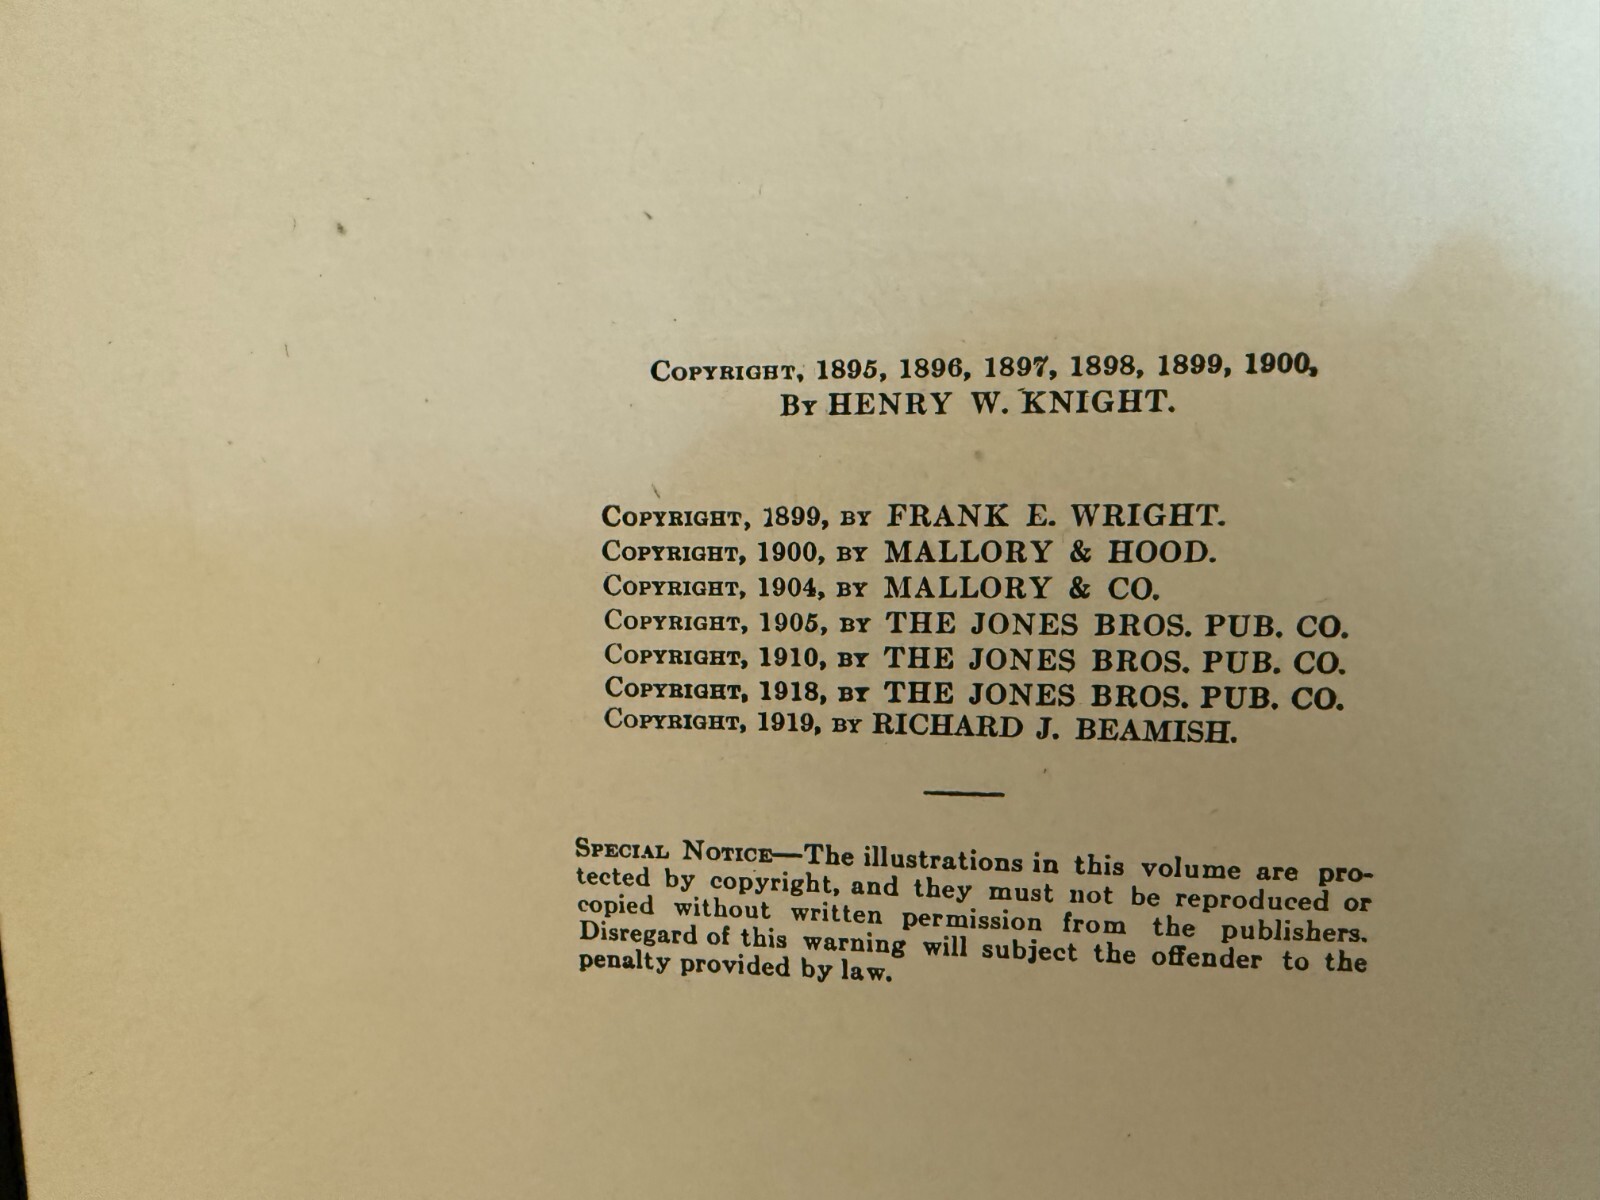 COPYRIGHT, 1895, 1896, 1897, 1898, 1899, 1900,
BY HENRY W. KNIGHT.
COPYRIGHT, 1899, BY FRANK E. WRIGHT.
COPYRIGHT, 1900, BY MALLORY & HOOD.
COPYRIGHT, 1904, BY MALLORY & CO.
COPYRIGHT, 1905, BY THE JONES BROS. PUB. CO.
COPYRIGHT, 1910, BY THE JONES BROS. PUB. CO.
COPYRIGHT, 1918, BY THE JONES BROS. PUB. CO.
COPYRIGHT, 1919, BY RICHARD J. BEAMISH.
SPECIAL NOTICE—The illustrations in this volume are pro-
tected by copyright, and they must not be reproduced or
copied without written permission from the publishers.
Disregard of this warning will subject the offender to the
penalty provided by law.